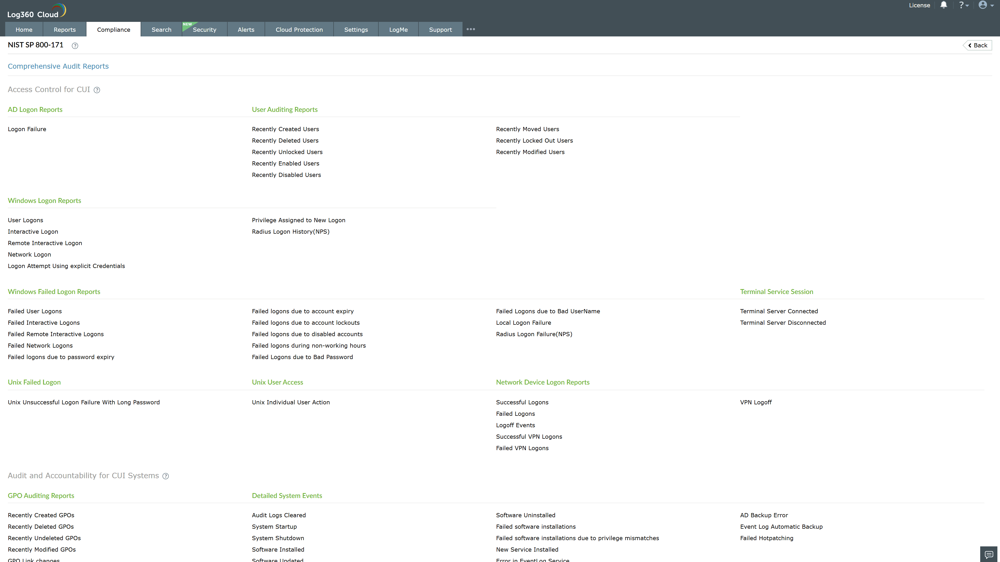 License
?
Log360 Cloud
Home
Reports
Compliance
Search
NEW
Security
Alerts
Cloud Protection
Settings
LogMe
Support
NIST SP 800-171
?
Back
Comprehensive Audit Reports
Access Control for CUI ?
AD Logon Reports
User Auditing Reports
Logon Failure
Recently Created Users
Recently Moved Users
Recently Deleted Users
Recently Locked Out Users
Recently Unlocked Users
Recently Modified Users
Recently Enabled Users
Recently Disabled Users
Windows Logon Reports
User Logons
Privilege Assigned to New Logon
Interactive Logon
Radius Logon History(NPS)
Remote Interactive Logon
Network Logon
Logon Attempt Using explicit Credentials
Windows Failed Logon Reports
Terminal Service Session
Failed User Logons
Failed logons due to account expiry
Failed Logons due to Bad UserName
Terminal Server Connected
Failed Interactive Logons
Failed logons due to account lockouts
Local Logon Failure
Terminal Server Disconnected
Failed Remote Interactive Logons
Failed logons due to disabled accounts
Radius Logon Failure(NPS)
Failed Network Logons
Failed logons during non-working hours
Failed logons due to password expiry
Failed Logons due to Bad Password
Unix Failed Logon
Unix User Access
Network Device Logon Reports
Unix Unsuccessful Logon Failure With Long Password
Unix Individual User Action
Successful Logons
VPN Logoff
Failed Logons
Logoff Events
Successful VPN Logons
Failed VPN Logons
Audit and Accountability for CUI Systems ?
GPO Auditing Reports
Detailed System Events
Recently Created GPOs
Audit Logs Cleared
Software Uninstalled
AD Backup Error
Recently Deleted GPOs
System Startup
Failed software installations
Event Log Automatic Backup
Recently Undeleted GPOs
System Shutdown
Failed software installations due to privilege mismatches
Failed Hotpatching
Recently Modified GPOs
Software Installed
New Service Installed
GPO Link changes
Software Updated
Error in EventLog Service